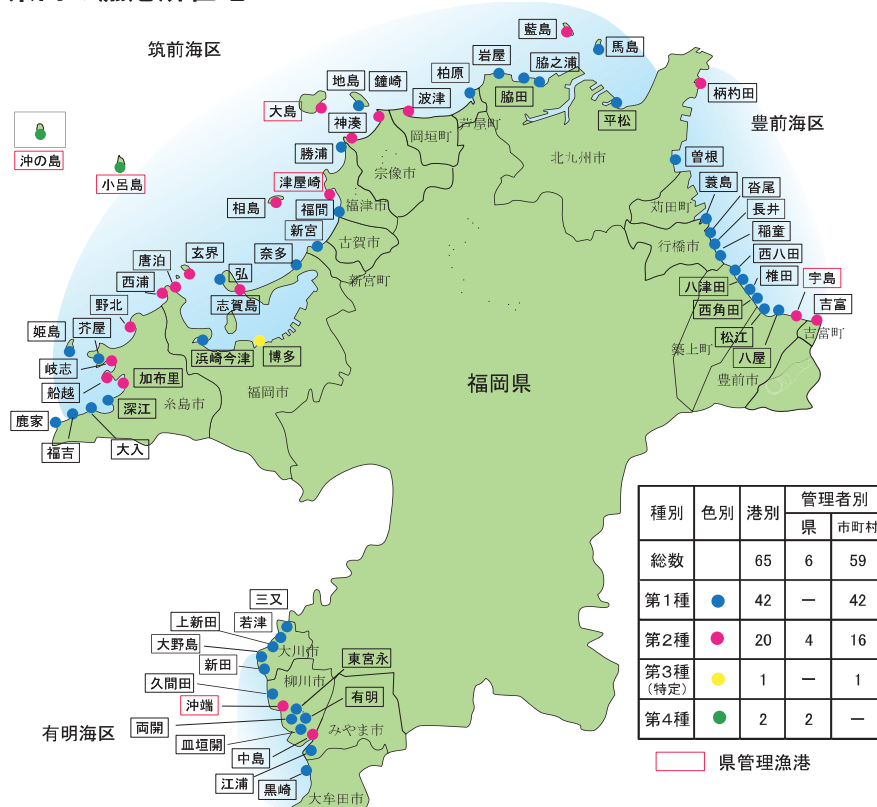 筑前海区
藍島
馬島
岩屋
脇之浦
柏原
地島
鐘崎
波津
脇田
柄杓田
大島
神湊
岡垣町
芦屋町
平松
豊前海区
沖の島
勝浦
宗像市
北九州市
曽根
小呂島
津屋崎
蓑島
沓尾
相島
福間
福津市
苅田町
長井
新宮
古賀市
行橋市
稲童
玄界
奈多
唐泊
弘
新宮町
西八田
西浦
志賀島
八津田
椎田
宇島
野北
西角田
吉富
姫島
芥屋
浜崎今津
博多
松江
吉富町
岐志
築上町
八屋
船越
加布里
福岡市
福岡県
豊前市
深江
糸島市
鹿家
福吉
大入
種別
色別
港別
管理者別
県
市町村
総数
65
6
59
第1種
42
—
42
第2種
20
4
16
第3種
(特定)
1
—
1
第4種
2
2
—
県管理漁港
三又
上新田
若津
大野島
大川市
新田
東宮永
柳川市
久間田
有明
沖端
有明海区
両開
みやま市
皿垣開
中島
江浦
黒崎
大牟田市